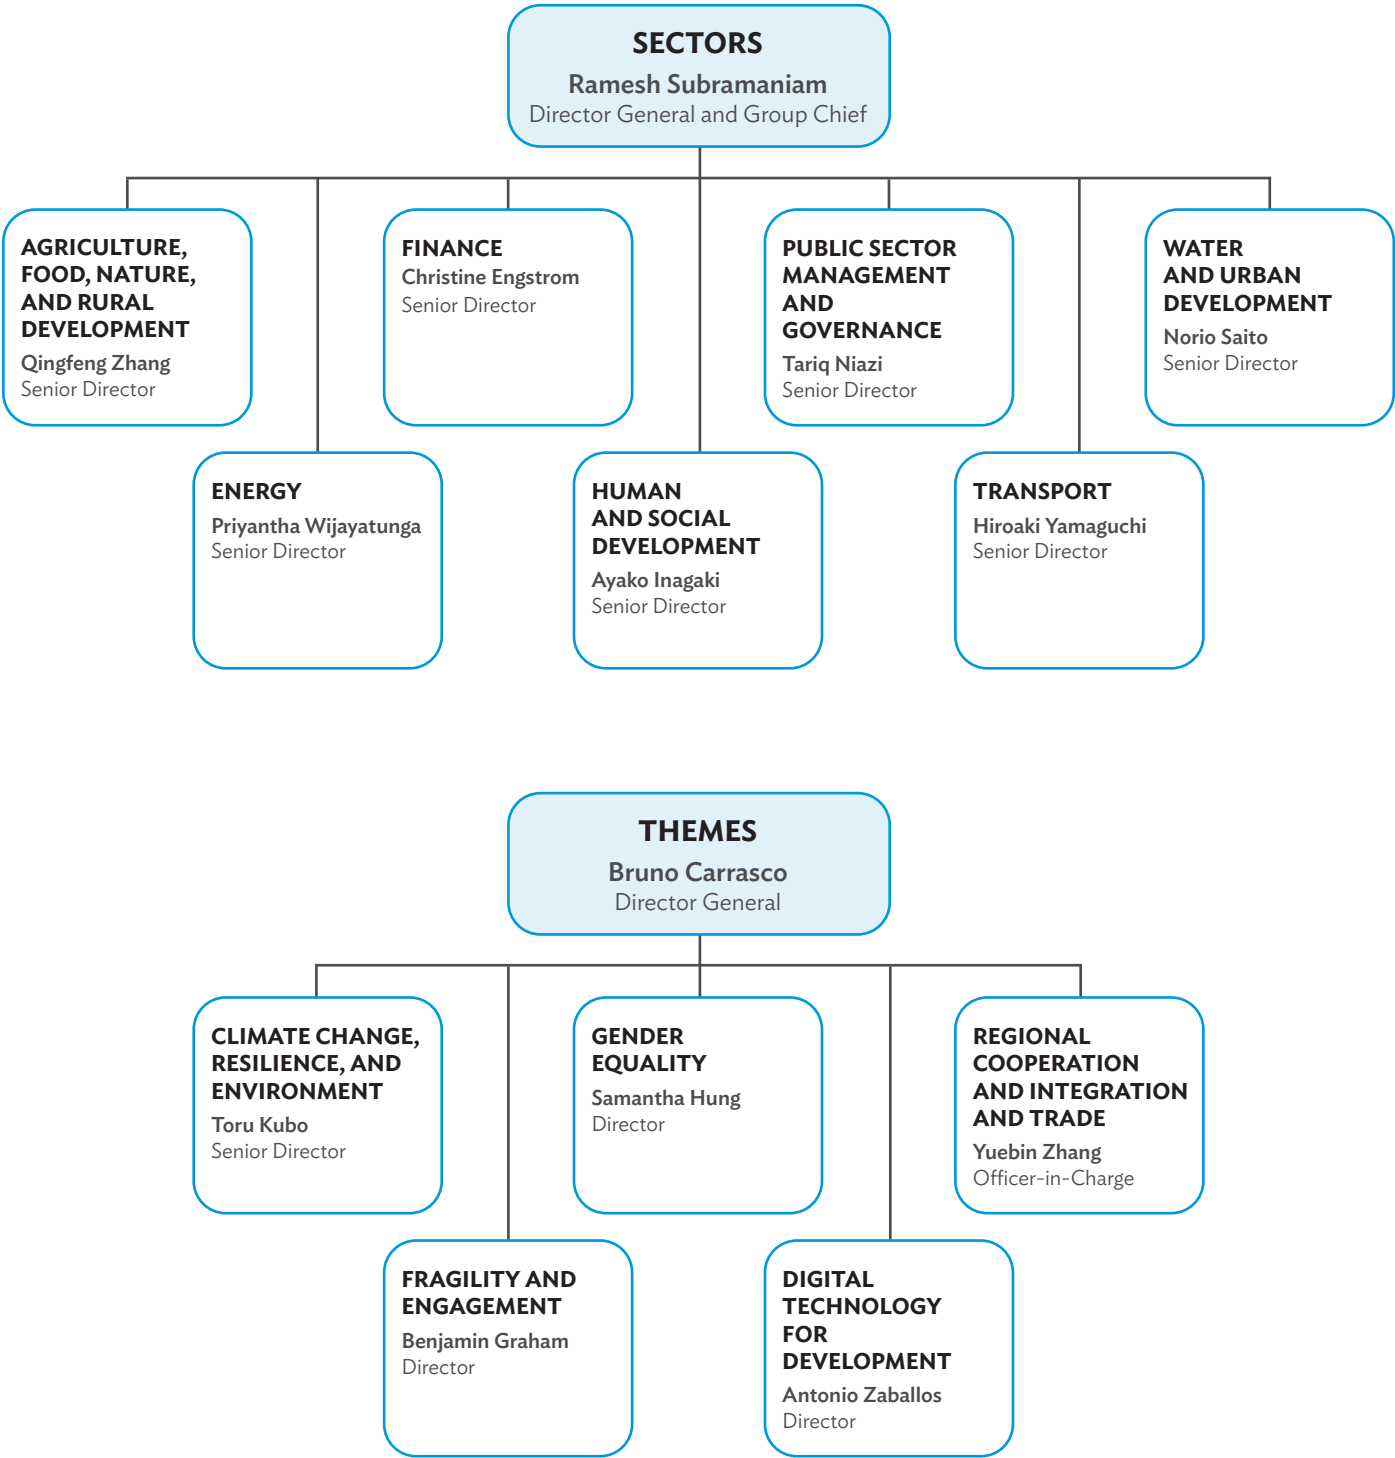 SECTORS
Ramesh Subramaniam
Director General and Group Chief
AGRICULTURE,
FOOD, NATURE,
AND RURAL
DEVELOPMENT
Qingfeng Zhang
Senior Director
FINANCE
Christine Engstrom
Senior Director
PUBLIC SECTOR
MANAGEMENT
AND
GOVERNANCE
Tariq Niazi
Senior Director
WATER
AND URBAN
DEVELOPMENT
Norio Saito
Senior Director
ENERGY
Priyantha Wijayatunga
Senior Director
HUMAN
AND SOCIAL
DEVELOPMENT
Ayako Inagaki
Senior Director
TRANSPORT
Hiroaki Yamaguchi
Senior Director
THEMES
Bruno Carrasco
Director General
CLIMATE CHANGE,
RESILIENCE, AND
ENVIRONMENT
Toru Kubo
Senior Director
GENDER
EQUALITY
Samantha Hung
Director
REGIONAL
COOPERATION
AND INTEGRATION
AND TRADE
Yuebin Zhang
Officer-in-Charge
FRAGILITY AND
ENGAGEMENT
Benjamin Graham
Director
DIGITAL
TECHNOLOGY
FOR
DEVELOPMENT
Antonio Zaballos
Director